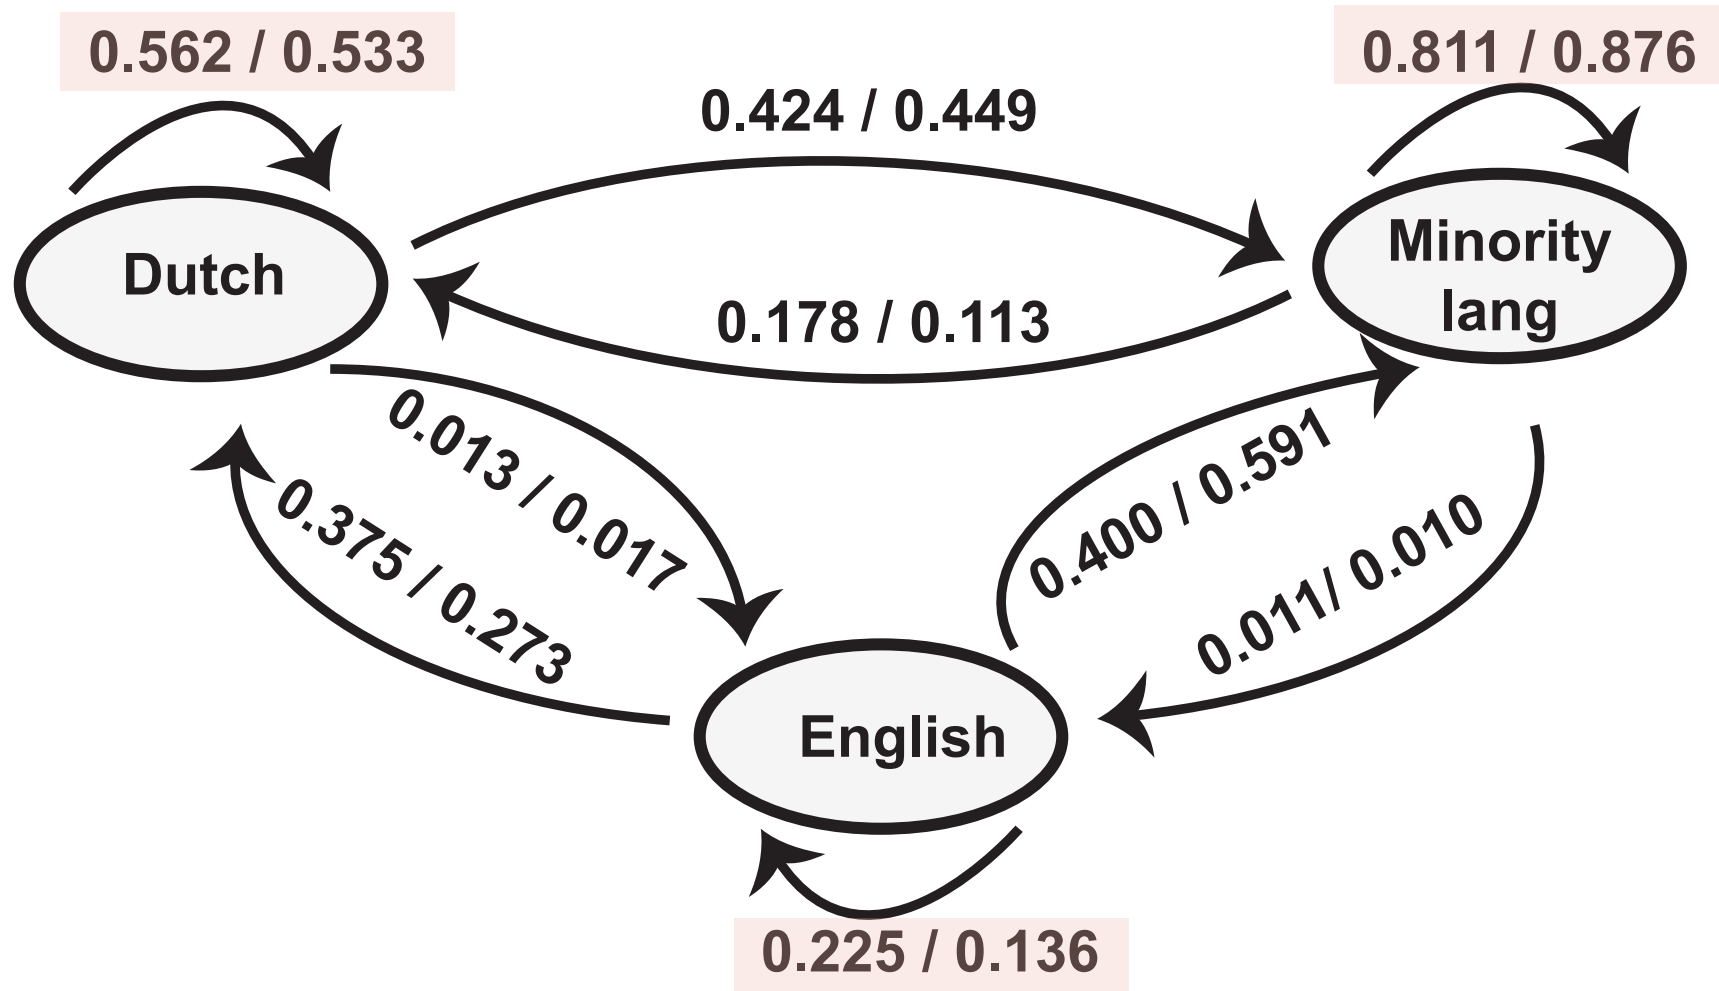 0.562 / 0.533
0.811 / 0.876
0.424 / 0.449
Dutch
Minority
lang
0.178 / 0.113
0.013 / 0.017
0.375 / 0.273
0.400 / 0.591
0.011/ 0.010
English
0.225 / 0.136